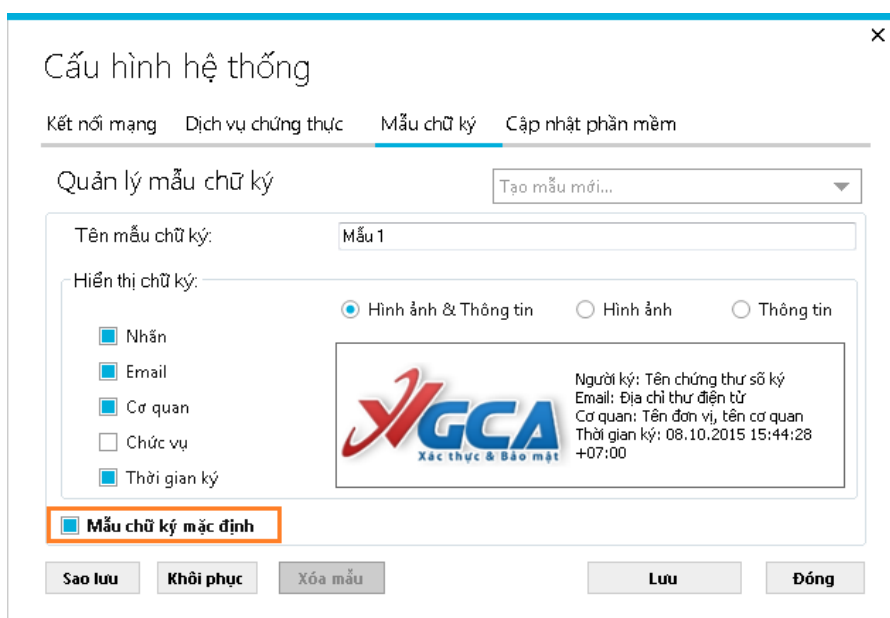 ×
Cấu hình hệ thống
Kết nối mạng Dịch vụ chứng thực Mẫu chữ ký Cập nhật phần mềm
Quản lý mẫu chữ ký
Tạo mẫu mới...
Tên mẫu chữ ký: Mẫu 1
Hiển thị chữ ký:
Hình ảnh & Thông tin Hình ảnh Thông tin
Nhãn
Email
Cơ quan
Chức vụ
Thời gian ký
VGCA
Xác thực & Bảo mật
Người ký: Tên chứng thư số ký
Email: Địa chỉ thư điện tử
Cơ quan: Tên đơn vị, tên cơ quan
Thời gian ký: 08.10.2015 15:44:28
+07:00
Mẫu chữ ký mặc định
Sao lưu Khôi phục Xóa mẫu Lưu Đóng